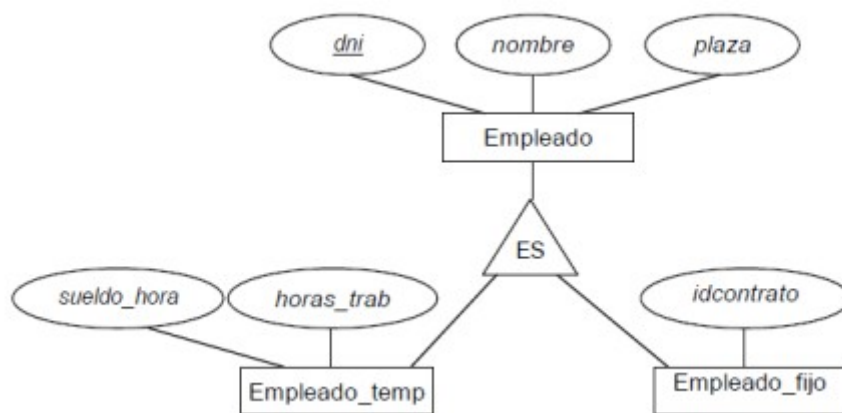 dni nombre plaza
Empleado
ES
sueldo_hora horas_trab idcontrato
Empleado_temp Empleado_fijo